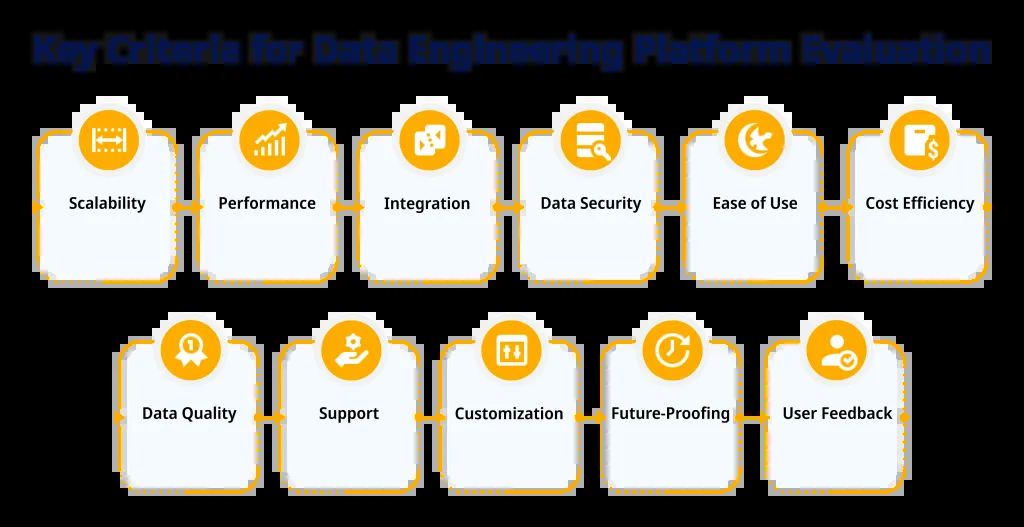 Key Criteria for Data Engineering Platform Evaluation
Scalability
Performance
Integration
Data Security
Ease of Use
Cost Efficiency
Data Quality
Support
Customization
Future-Proofing
User Feedback